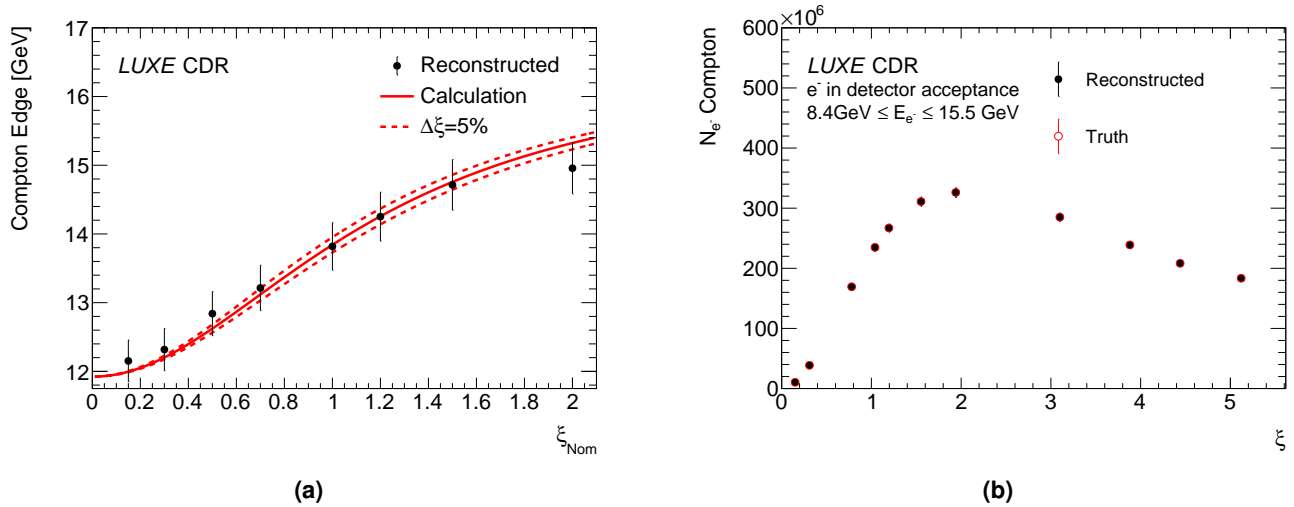 Compton Edge [GeV]
17
16
15
14
13
12
LUXE CDR
Reconstructed
Calculation
Δξ=5%
0 0.2 0.4 0.6 0.8 1 1.2 1.4 1.6 1.8 2
ξNom
(a)
N_e- Compton
×10⁶
600
500
400
300
200
100
0
LUXE CDR
e⁻ in detector acceptance
8.4GeV ≤ E_e- ≤ 15.5 GeV
Reconstructed
Truth
0 1 2 3 4 5
ξ
(b)